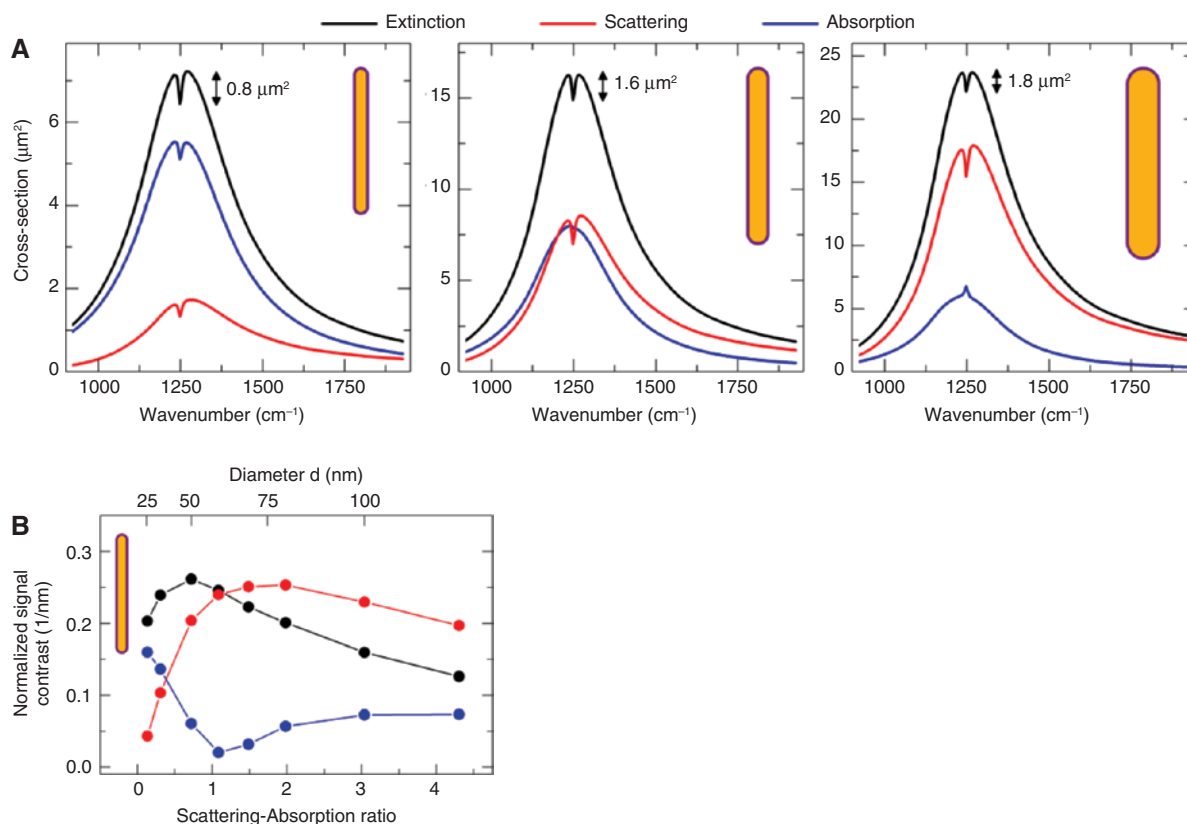 Extinction Scattering Absorption
A
Cross-section (µm²)
0
2
4
6
0.8 µm²
1000 1250 1500 1750
Wavenumber (cm⁻¹)
0
5
10
15
1.6 µm²
1000 1250 1500 1750
Wavenumber (cm⁻¹)
0
5
10
15
20
25
1.8 µm²
1000 1250 1500 1750
Wavenumber (cm⁻¹)
B
Diameter d (nm)
25 50 75 100
Normalized signal
contrast (1/nm)
0.3
0.2
0.1
0.0
0 1 2 3 4
Scattering-Absorption ratio